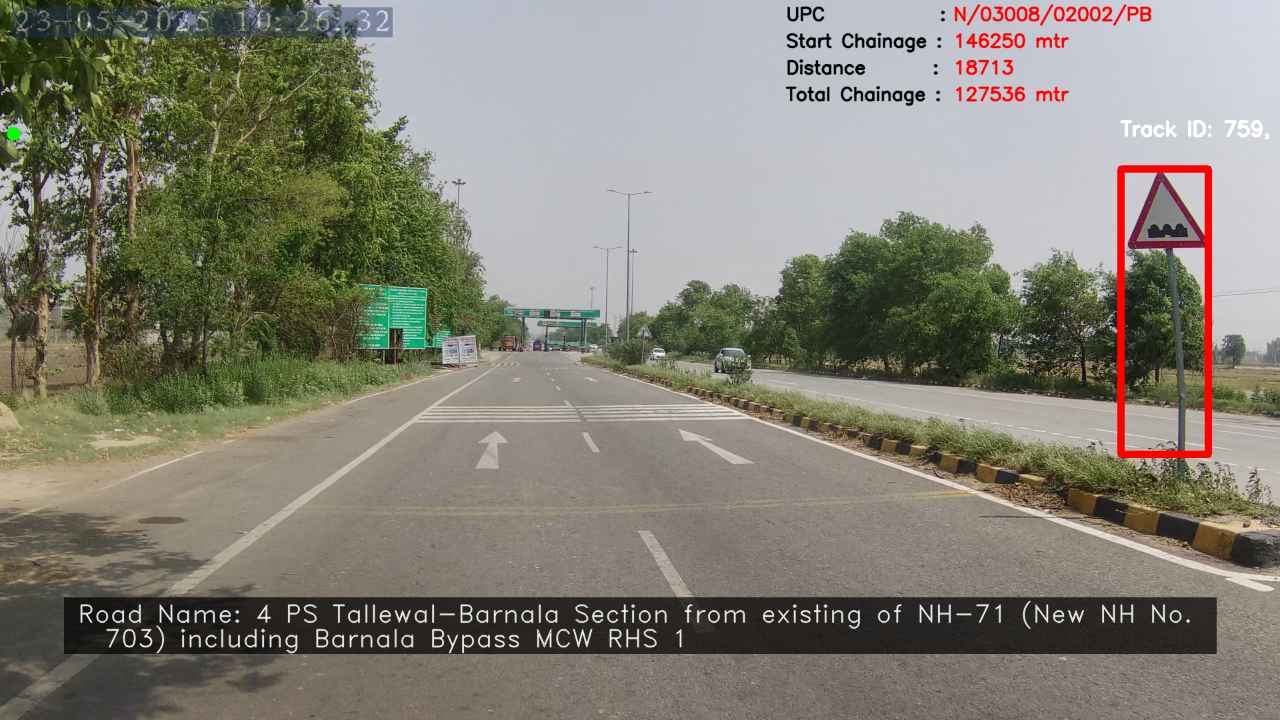 23-05-2025 10:26:32
UPC : N/03008/02002/PB
Start Chainage : 146250 mtr
Distance : 18713
Total Chainage : 127536 mtr
Track ID: 759,
Road Name: 4 PS Tallewal-Barnala Section from existing of NH-71 (New NH No.
703) including Barnala Bypass MCW RHS 1